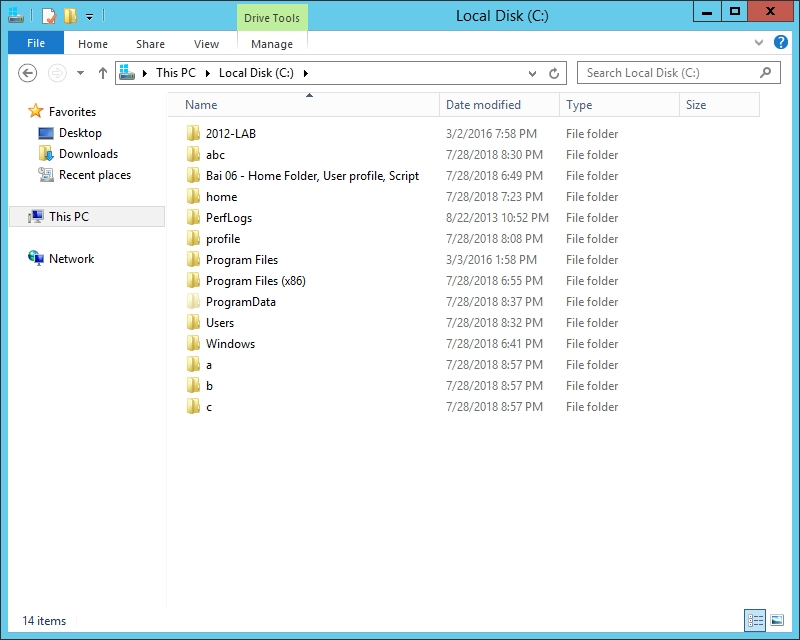 Drive Tools
Local Disk (C:)
File Home Share View Manage
This PC Local Disk (C:) Search Local Disk (C:)
Favorites
Desktop
Downloads
Recent places
This PC
Network
Name Date modified Type Size
2012-LAB 3/2/2016 7:58 PM File folder
abc 7/28/2018 8:30 PM File folder
Bai 06 - Home Folder, User profile, Script 7/28/2018 6:49 PM File folder
home 7/28/2018 7:23 PM File folder
PerfLogs 8/22/2013 10:52 PM File folder
profile 7/28/2018 8:08 PM File folder
Program Files 3/3/2016 1:58 PM File folder
Program Files (x86) 7/28/2018 6:55 PM File folder
ProgramData 7/28/2018 8:37 PM File folder
Users 7/28/2018 8:32 PM File folder
Windows 7/28/2018 6:41 PM File folder
a 7/28/2018 8:57 PM File folder
b 7/28/2018 8:57 PM File folder
c 7/28/2018 8:57 PM File folder
14 items